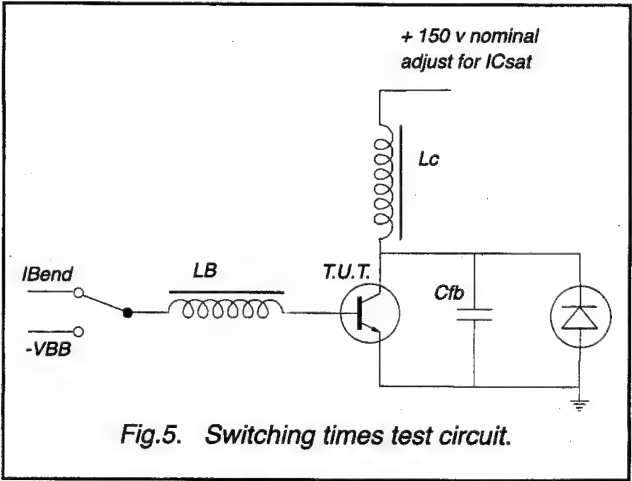 + 150 v nominal
adjust for ICsat
Lc
IBend
LB
T.U.T.
Cfb
-VBB
Fig.5. Switching times test circuit.